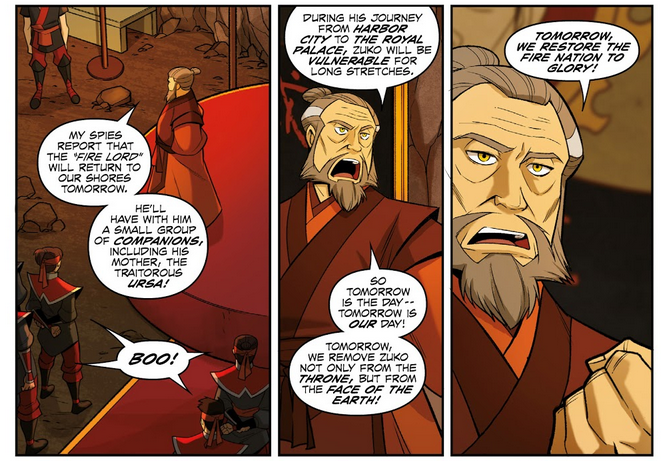 MY SPIES
REPORT THAT
THE "FIRE LORD"
WILL RETURN TO
OUR SHORES
TOMORROW.
HE'LL
HAVE WITH HIM
A SMALL GROUP
OF COMPANIONS,
INCLUDING HIS
MOTHER, THE
TRAITOROUS
URSA!
BOO!
DURING HIS JOURNEY
FROM HARBOR
CITY TO THE ROYAL
PALACE, ZUKO WILL BE
VULNERABLE FOR
LONG STRETCHES.
SO
TOMORROW
IS THE DAY--
TOMORROW IS
OUR DAY!
TOMORROW,
WE REMOVE ZUKO
NOT ONLY FROM THE
THRONE, BUT FROM
THE FACE OF THE
EARTH!
TOMORROW,
WE RESTORE THE
FIRE NATION TO
GLORY!